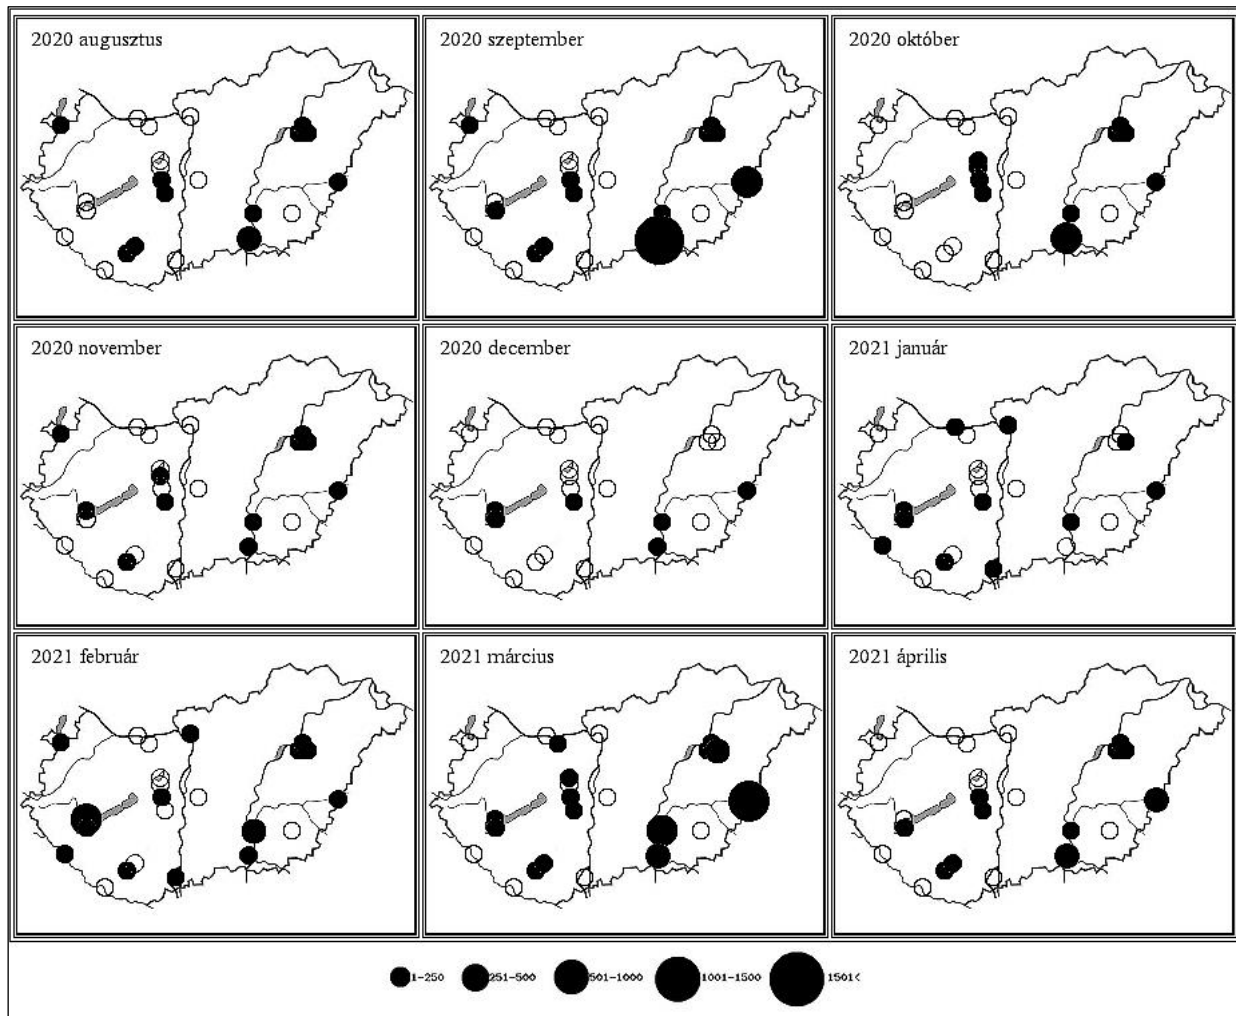 2020 augusztus
2020 szeptember
2020 október
2020 november
2020 december
2021 január
2021 február
2021 március
2021 április
1-250 251-500 501-1000 1001-1500 1501<